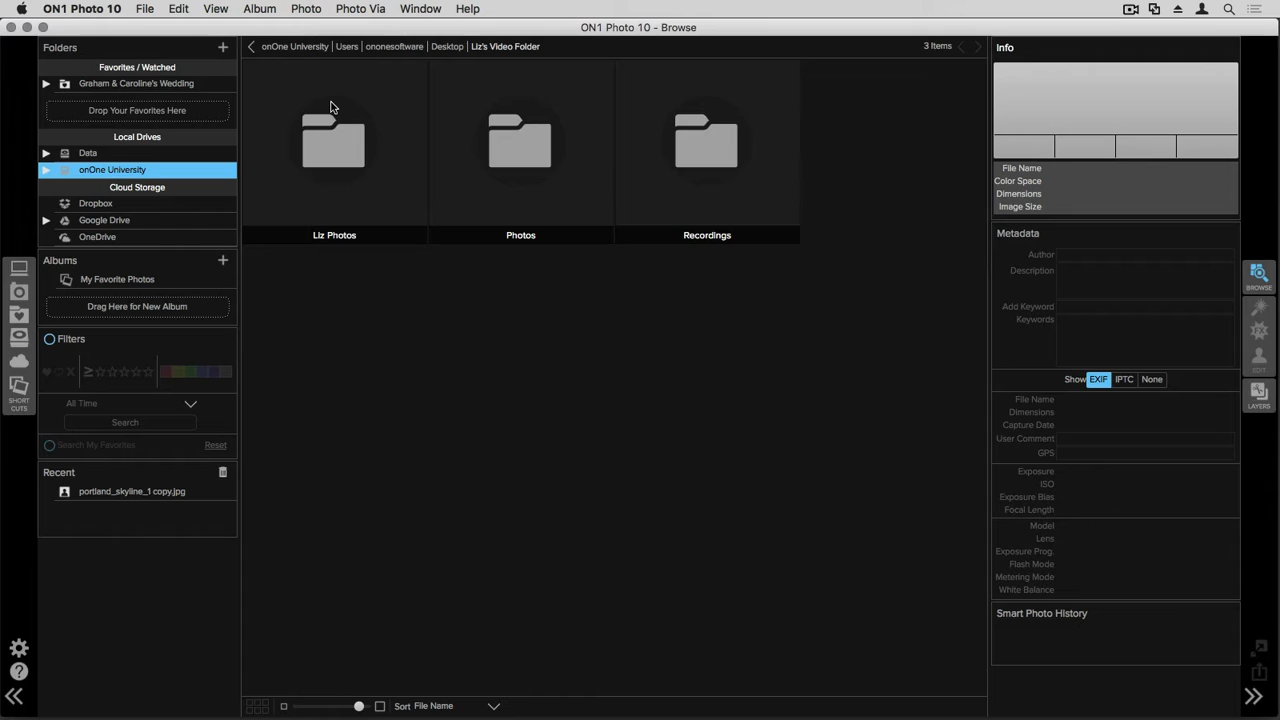 ON1 Photo 10 File Edit View Album Photo Photo Via Window Help
ON1 Photo 10 - Browse
Folders +
Favorites / Watched
Graham & Caroline's Wedding
Drop Your Favorites Here
Local Drives
Data
onOne University
Cloud Storage
Dropbox
Google Drive
OneDrive
Albums +
My Favorite Photos
Drag Here for New Album
Filters
All Time
Search
Search My Favorites Reset
Recent
portland_skyline_1 copy.jpg
SHORT
CUTS
onOne University Users ononesoftware Desktop Liz's Video Folder 3 Items
Liz Photos Photos Recordings
Sort File Name
Info
File Name
Color Space
Dimensions
Image Size
Metadata
Author
Description
Add Keyword
Keywords
Show EXIF IPTC None
File Name
Dimensions
Capture Date
User Comment
GPS
Exposure
ISO
Exposure Bias
Focal Length
Model
Lens
Exposure Prog.
Flash Mode
Metering Mode
White Balance
Smart Photo History
BROWSE
EX
EDIT
LAYERS